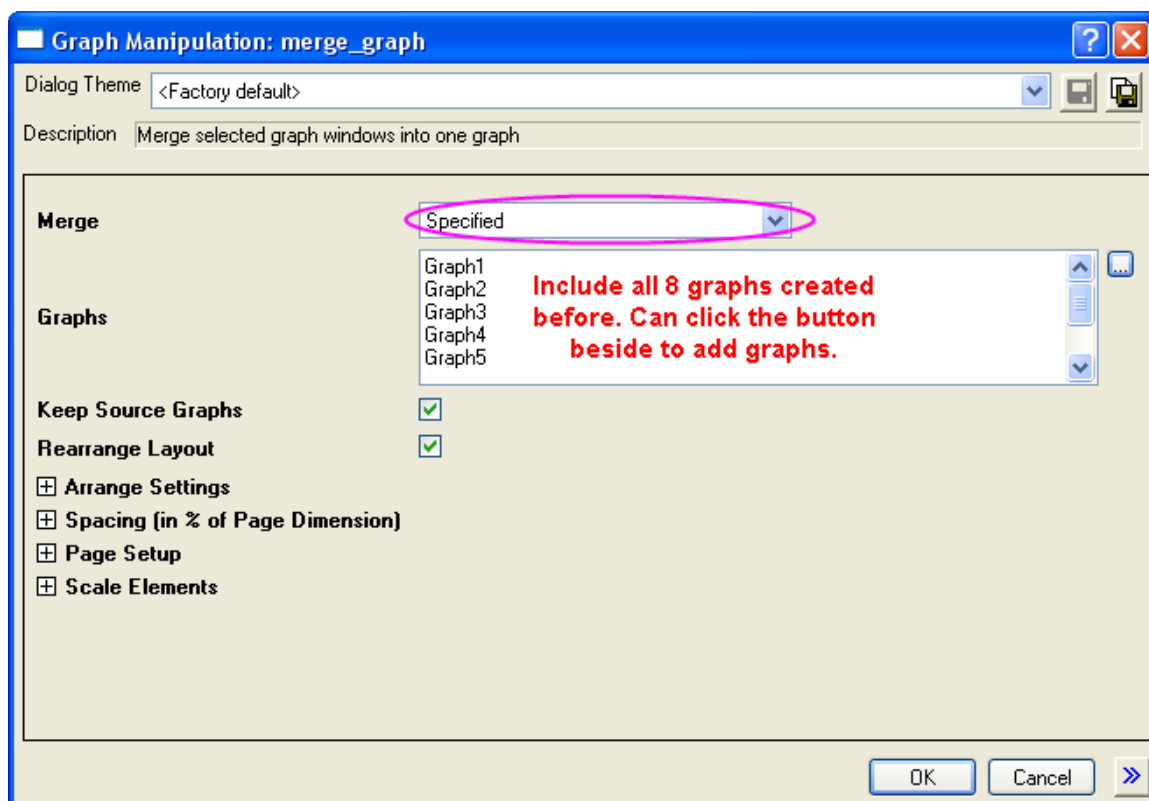 Graph Manipulation: merge_graph
Dialog Theme <Factory default>
Description Merge selected graph windows into one graph
Merge Specified
Graphs
Graph1
Graph2
Graph3
Graph4
Graph5
Include all 8 graphs created
before. Can click the button
beside to add graphs.
Keep Source Graphs
Rearrange Layout
Arrange Settings
Spacing (in % of Page Dimension)
Page Setup
Scale Elements
OK Cancel